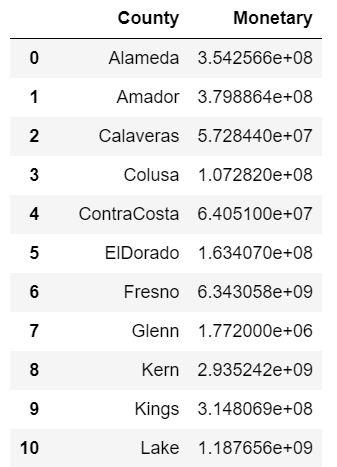 County Monetary
0 Alameda 3.542566e+08
1 Amador 3.798864e+08
2 Calaveras 5.728440e+07
3 Colusa 1.072820e+08
4 ContraCosta 6.405100e+07
5 ElDorado 1.634070e+08
6 Fresno 6.343058e+09
7 Glenn 1.772000e+06
8 Kern 2.935242e+09
9 Kings 3.148069e+08
10 Lake 1.187656e+09